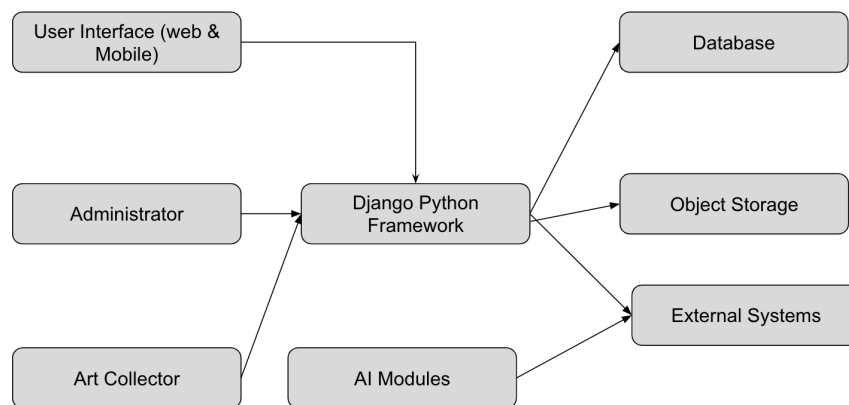 User Interface (web &
Mobile)
Database
Administrator
Django Python
Framework
Object Storage
External Systems
Art Collector
AI Modules